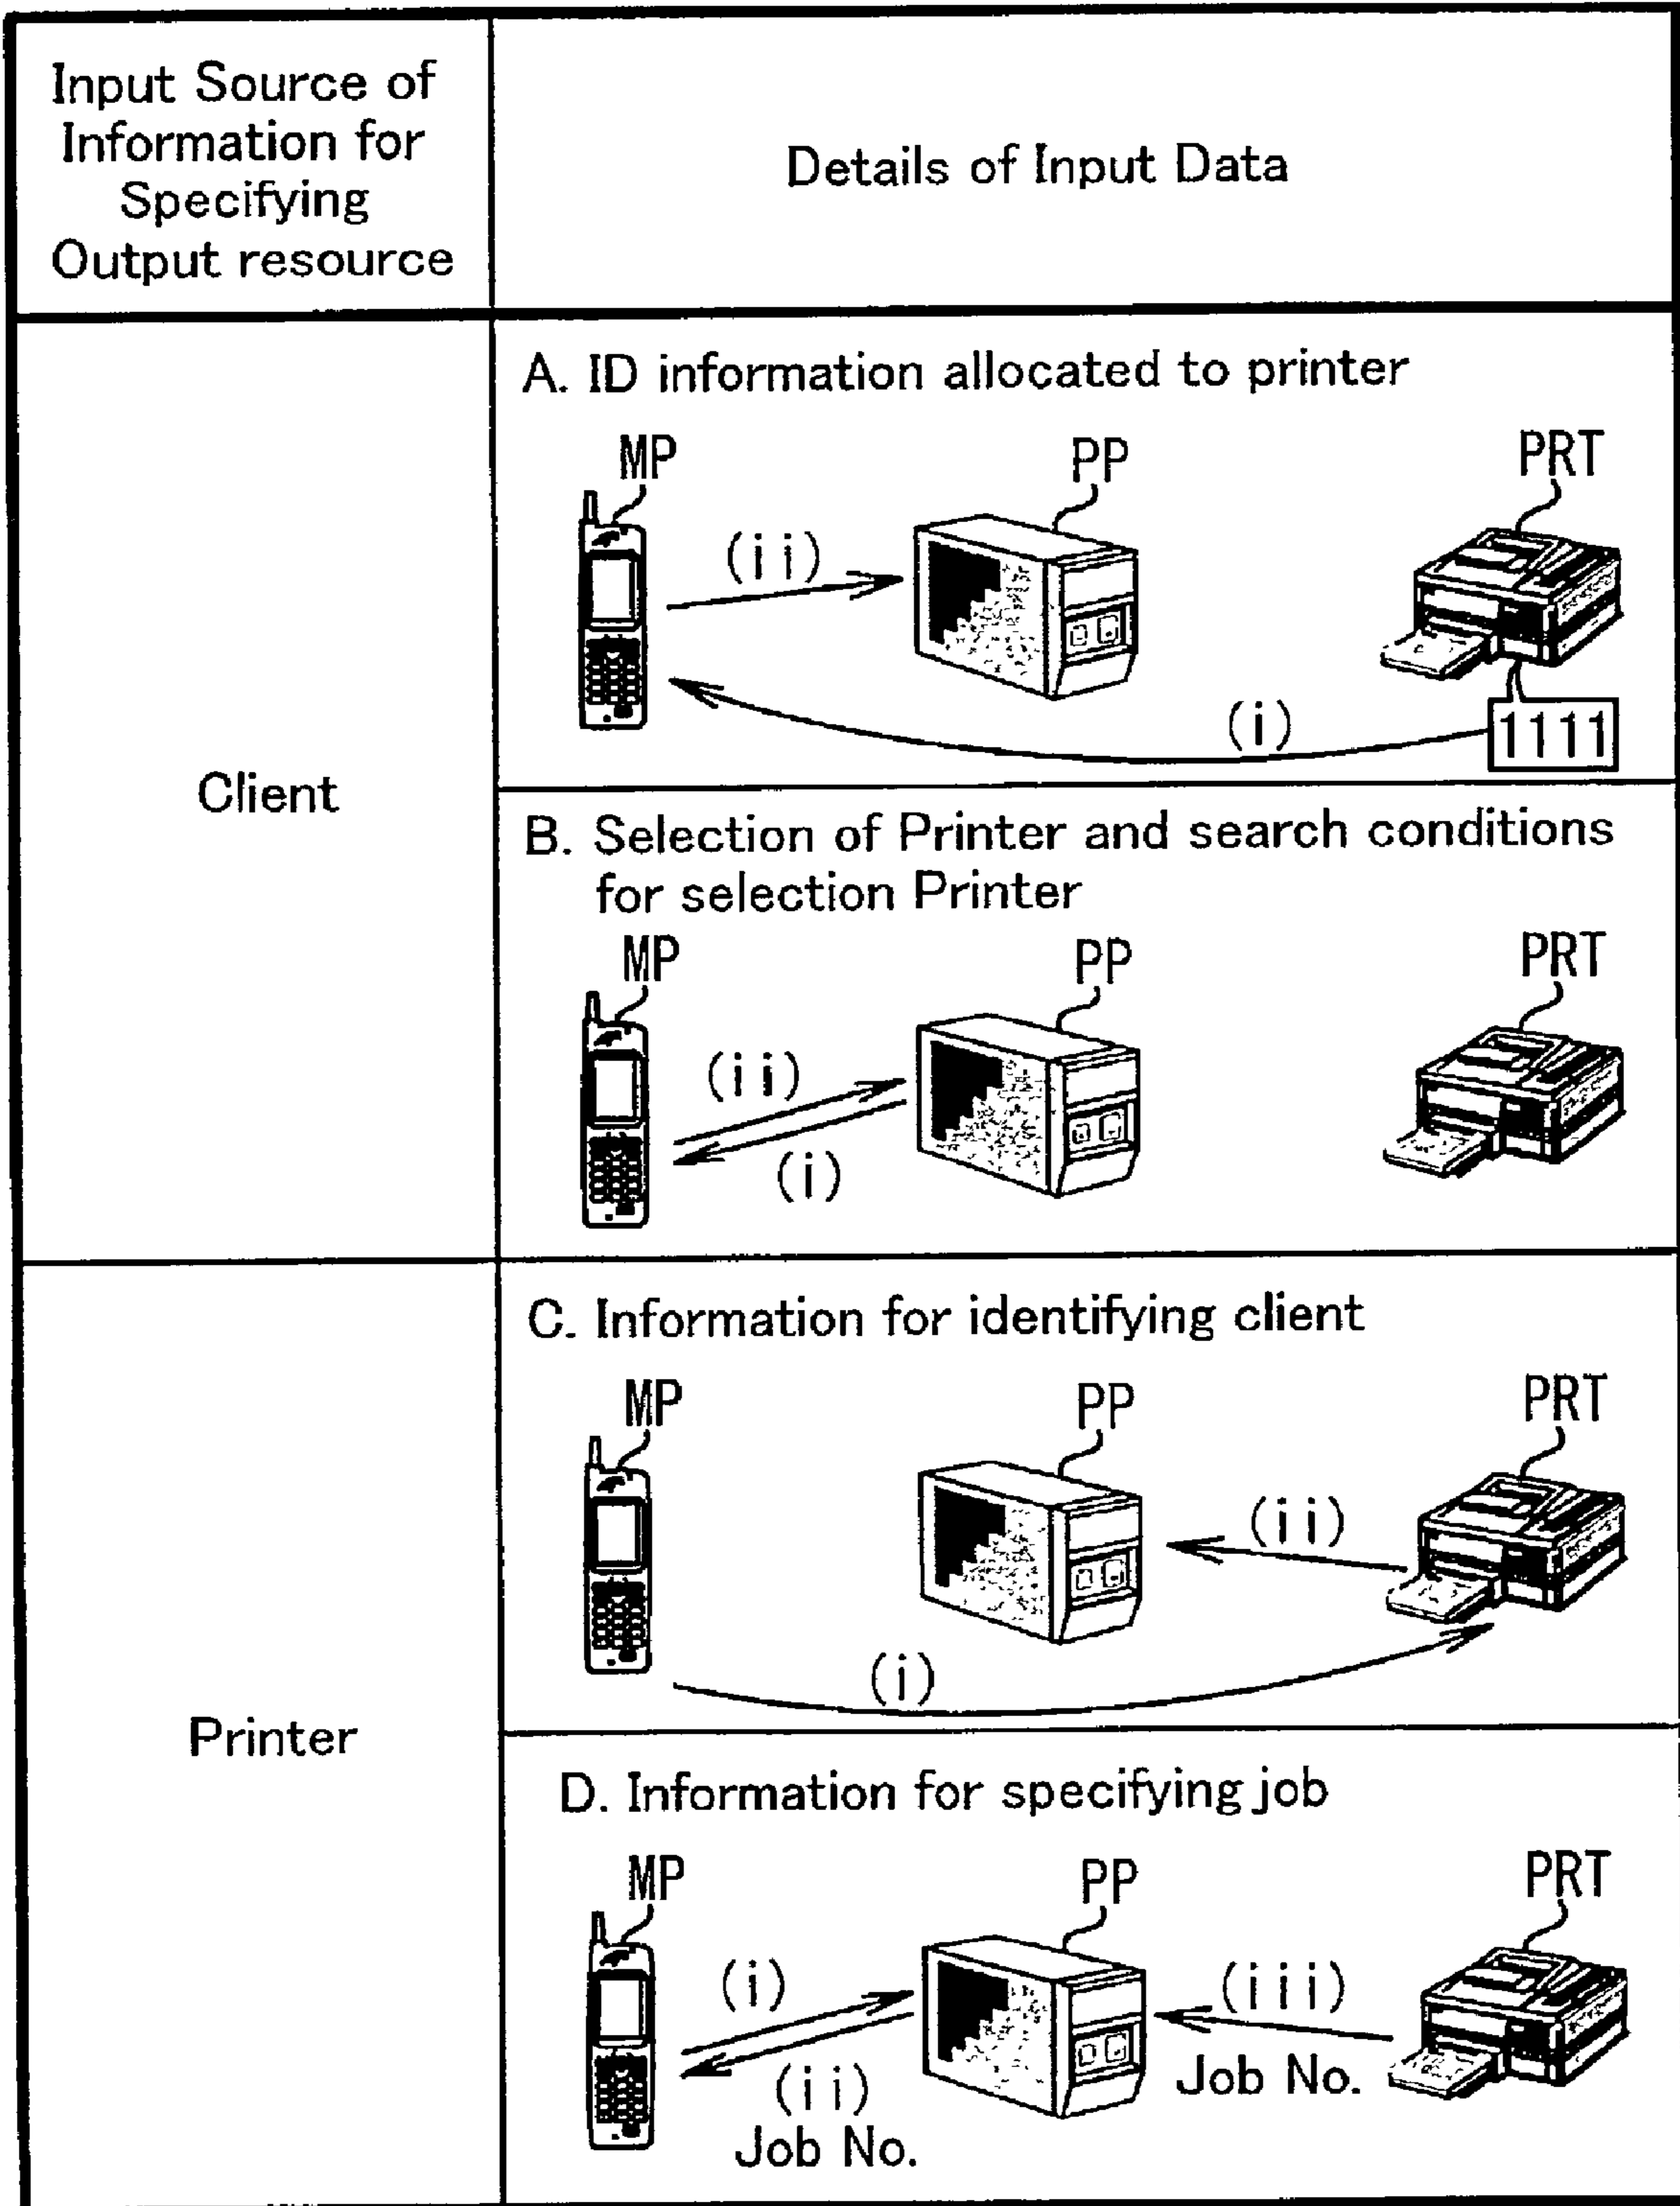 Input Source of
Information for
Specifying
Output resource
Details of Input Data
Client
A. ID information allocated to printer
MP
PP
PRT
(ii)
(i)
1111
B. Selection of Printer and search conditions
for selection Printer
MP
PP
PRT
(ii)
(i)
Printer
C. Information for identifying client
MP
PP
PRT
(ii)
(i)
D. Information for specifying job
MP
PP
PRT
(i)
(iii)
(ii)
Job No.
Job No.